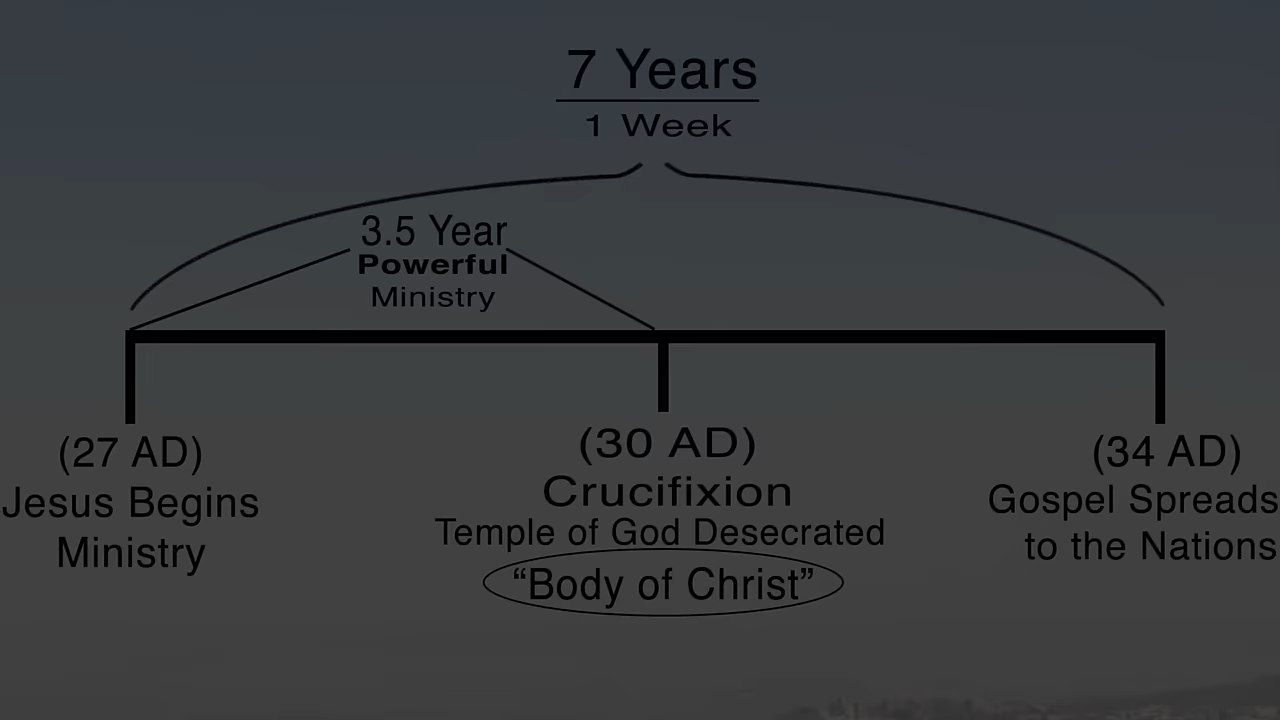 7 Years
1 Week
3.5 Year
Powerful
Ministry
(27 AD)
Jesus Begins
Ministry
(30 AD)
Crucifixion
Temple of God Desecrated
“Body of Christ”
(34 AD)
Gospel Spreads
to the Nations